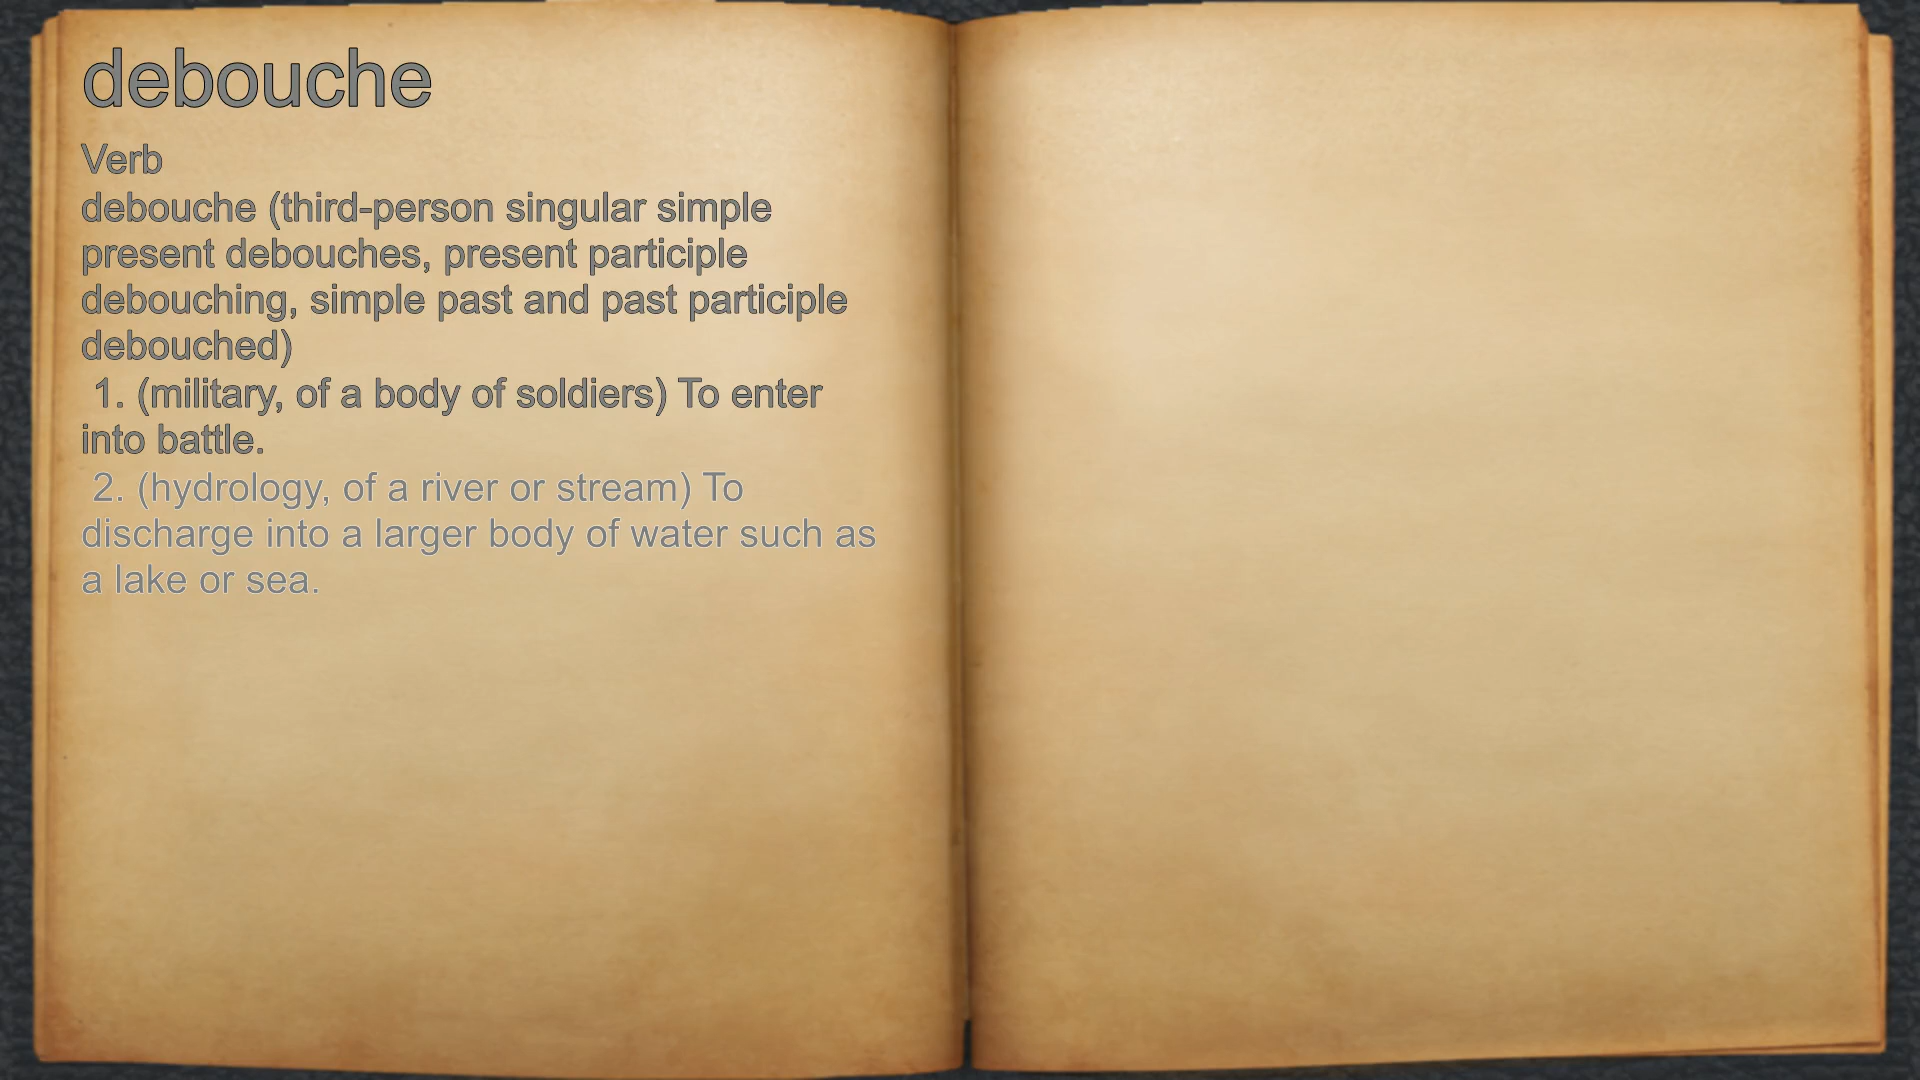 debouche
Verb
debouche (third-person singular simple
present debouches, present participle
debouching, simple past and past participle
debouched)
1. (military, of a body of soldiers) To enter
into battle.
2. (hydrology, of a river or stream) To
discharge into a larger body of water such as
a lake or sea.